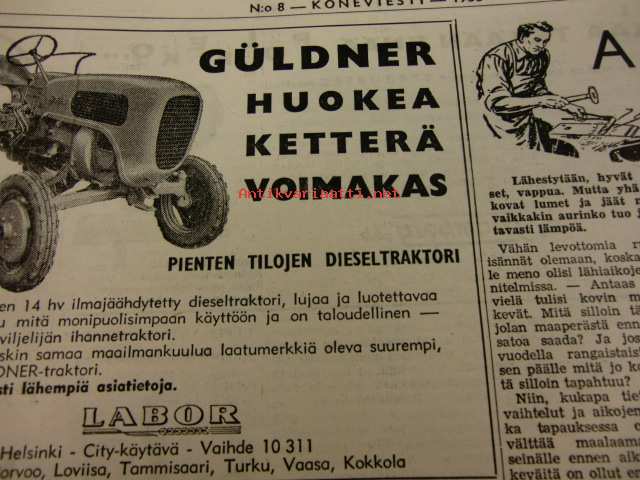 N:o 8 — KONEVIESTI —
GÜLDNER
HUOKEA
KETTERÄ
VOIMAKAS
Antikvariaatti.net
PIENTEN TILOJEN DIESELTRAKTORI
en 14 hv ilmajäähdytetty dieseltraktori, lujaa ja luotettavaa
u mitä monipuolisimpaan käyttöön ja on taloudellinen —
viljelijän ihannetraktori.
skin samaa maailmankuulua laatumerkkiä oleva suurempi,
DNER-traktori.
sti lähempiä asiatietoja.
LABOR
Helsinki - City-käytävä - Vaihde 10 311
orvoo, Loviisa, Tammisaari, Turku, Vaasa, Kokkola
A
Lähestytään, hyvät
set, vappua. Mutta yhä
kovat lumet ja jäät
vaikkakin aurinko tuo
tavasti lämpöä.
Vähän levottomia
isännät olemaan, koska
le meno olisi lähiaikoj
nitelmissa. — Antaas
vielä tulisi kovin
kevät. Mitä silloin tä
jolan maaperästä enn
satoa saada? Ja jos
vuodella rangaistais
sen päälle mitä jo k
tä silloin tapahtuu?
Niin, kukapa tie
vaihtelut ja aikojen
ka tapauksessa
välttää maalaam
seinälle ennen aik
keväitä on ollut e